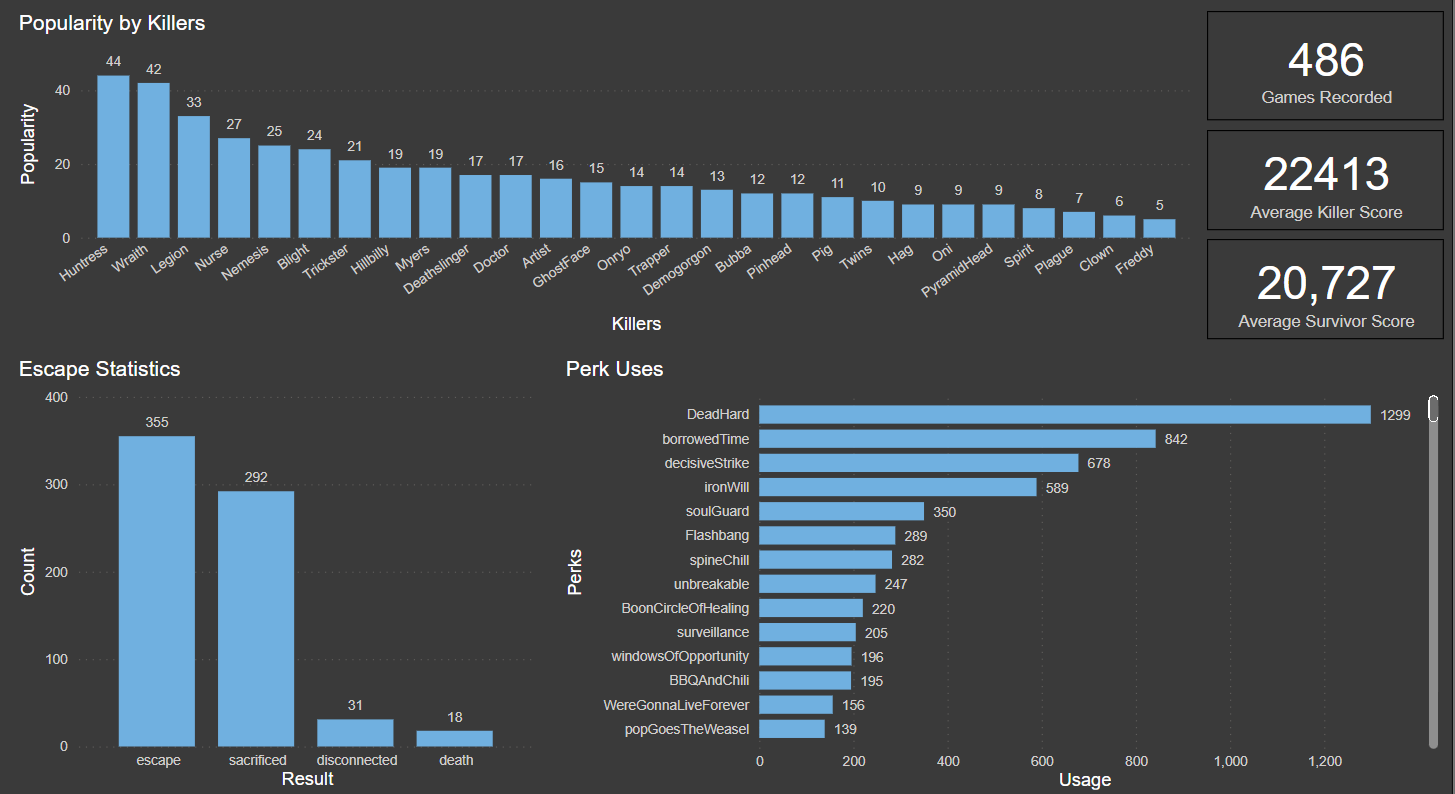 Popularity by Killers
Popularity
40
20
0
44
42
33
27
25
24
21
19
19
17
17
16
15
14
14
13
12
12
11
10
9
9
9
8
7
6
5
Huntress
Wraith
Legion
Nurse
Nemesis
Blight
Trickster
Hillbilly
Myers
Deathslinger
Doctor
Artist
GhostFace
Onryo
Trapper
Demogorgon
Bubba
Pinhead
Pig
Twins
Hag
Oni
PyramidHead
Spirit
Plague
Clown
Freddy
Killers
486
Games Recorded
22413
Average Killer Score
20,727
Average Survivor Score
Escape Statistics
Count
400
300
200
100
0
355
292
31
18
escape
sacrificed
disconnected
death
Result
Perk Uses
Perks
DeadHard 1299
borrowedTime 842
decisiveStrike 678
ironWill 589
soulGuard 350
Flashbang 289
spineChill 282
unbreakable 247
BoonCircleOfHealing 220
surveillance 205
windowsOfOpportunity 196
BBQAndChili 195
WereGonnaLiveForever 156
popGoesTheWeasel 139
0 200 400 600 800 1,000 1,200
Usage